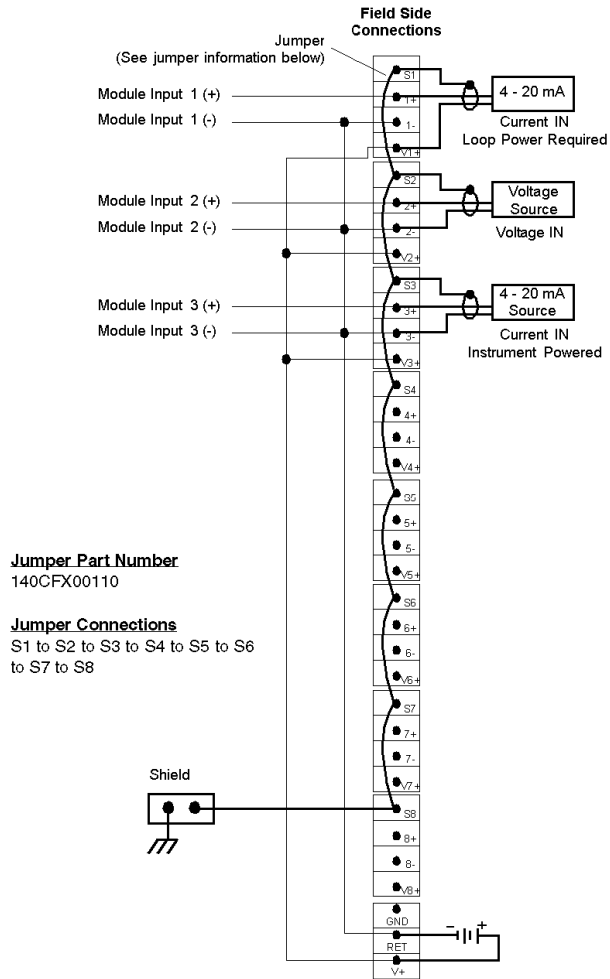 Field Side
Connections
Jumper
(See jumper information below)
S1
Module Input 1 (+)
1+
4 - 20 mA
Module Input 1 (-)
1-
Current IN
Loop Power Required
V1+
S2
Voltage
Source
Module Input 2 (+)
2+
Module Input 2 (-)
2-
Voltage IN
V2+
S3
4 - 20 mA
Source
Module Input 3 (+)
3+
Module Input 3 (-)
3-
Current IN
Instrument Powered
V3+
S4
4+
4-
V4+
S5
5+
5-
V5+
Jumper Part Number
140CFX00110
S6
Jumper Connections
6+
S1 to S2 to S3 to S4 to S5 to S6
to S7 to S8
6-
V6+
S7
7+
7-
Shield
V7+
S8
8+
8-
V8+
GND
- +
RET
V+